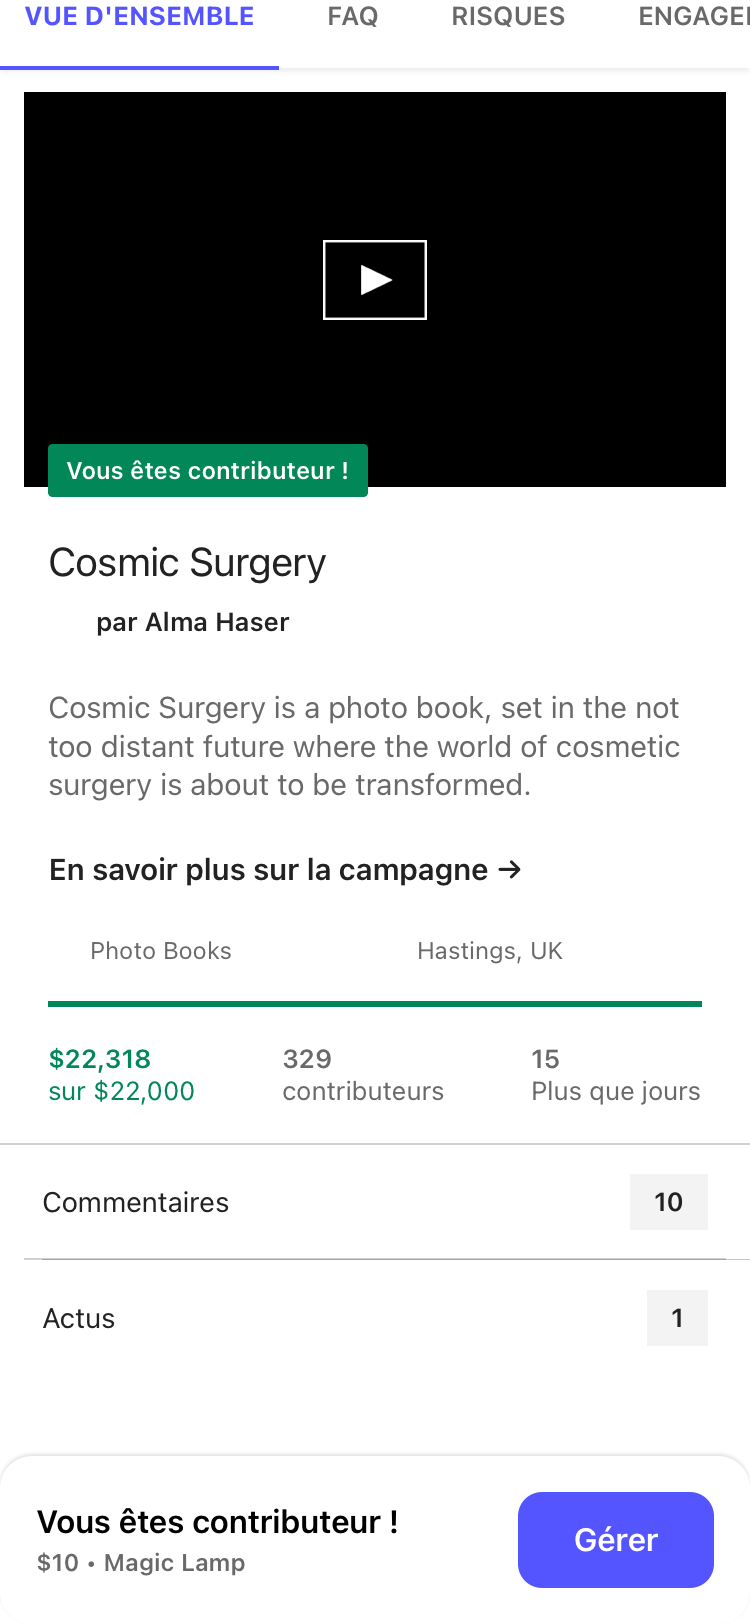 VUE D'ENSEMBLE FAQ RISQUES
Vous êtes contributeur !
Cosmic Surgery
par Alma Haser
Cosmic Surgery is a photo book, set in the not
too distant future where the world of cosmetic
surgery is about to be transformed.
En savoir plus sur la campagne →
Photo Books Hastings, UK
$22,318 329 15
sur $22,000 contributeurs Plus que jours
Commentaires 10
Actus 1
Vous êtes contributeur !
$10 • Magic Lamp
Gérer